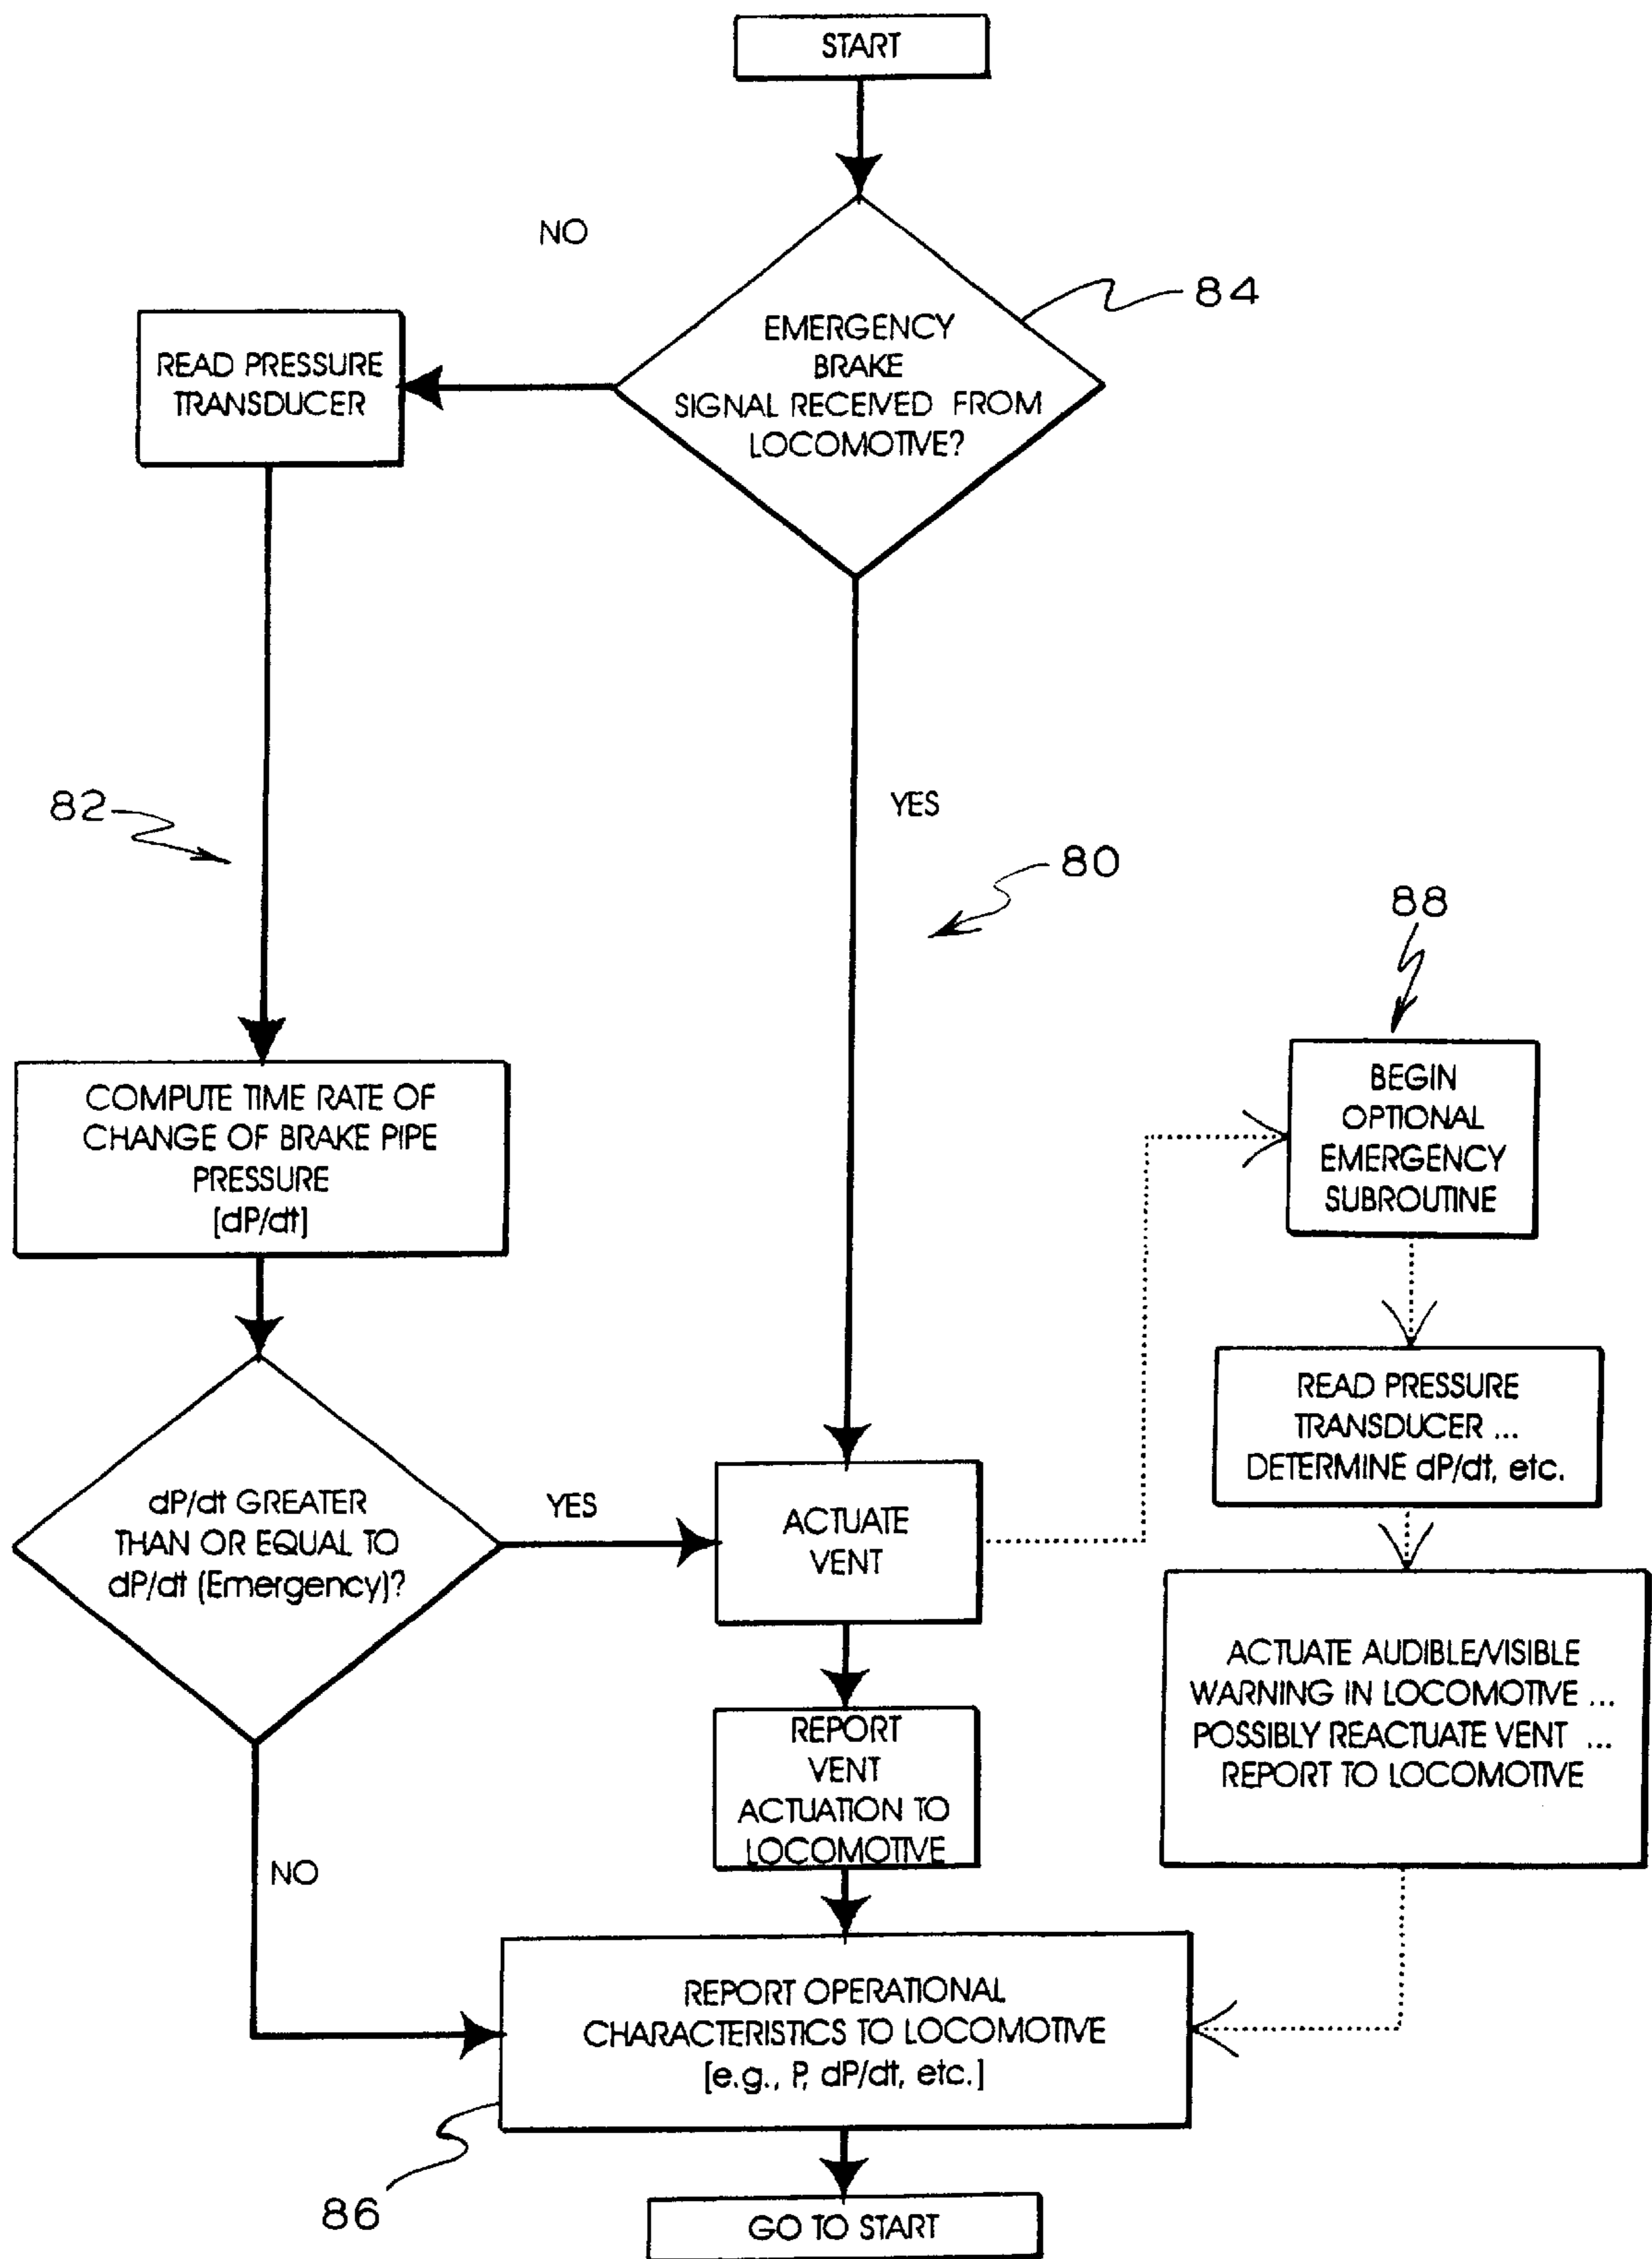 START
NO
84
EMERGENCY
BRAKE
SIGNAL RECEIVED FROM
LOCOMOTIVE?
READ PRESSURE
TRANSDUCER
82
YES
80
88
COMPUTE TIME RATE OF
CHANGE OF BRAKE PIPE
PRESSURE
[dP/dt]
BEGIN
OPTIONAL
EMERGENCY
SUBROUTINE
READ PRESSURE
TRANSDUCER ...
DETERMINE dP/dt, etc.
dP/dt GREATER
THAN OR EQUAL TO
dP/dt (Emergency)?
YES
ACTUATE
VENT
ACTUATE AUDIBLE/VISIBLE
WARNING IN LOCOMOTIVE ...
POSSIBLY REACTUATE VENT ...
REPORT TO LOCOMOTIVE
REPORT
VENT
ACTUATION TO
LOCOMOTIVE
NO
REPORT OPERATIONAL
CHARACTERISTICS TO LOCOMOTIVE
[e.g., P, dP/dt, etc.]
86
GO TO START